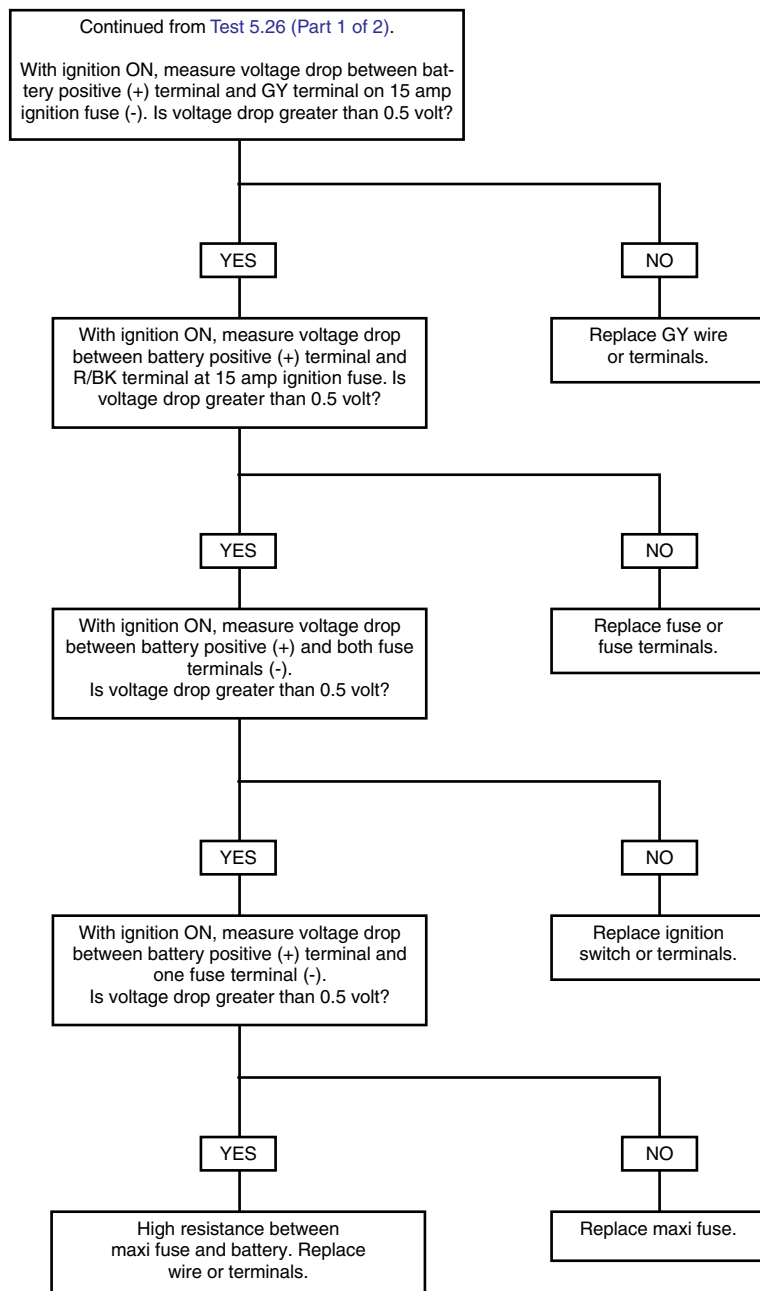 Continued from Test 5.26 (Part 1 of 2).
With ignition ON, measure voltage drop between bat-
tery positive (+) terminal and GY terminal on 15 amp
ignition fuse (-). Is voltage drop greater than 0.5 volt?
YES
NO
With ignition ON, measure voltage drop
between battery positive (+) terminal and
R/BK terminal at 15 amp ignition fuse. Is
voltage drop greater than 0.5 volt?
Replace GY wire
or terminals.
YES
NO
With ignition ON, measure voltage drop
between battery positive (+) and both fuse
terminals (-).
Is voltage drop greater than 0.5 volt?
Replace fuse or
fuse terminals.
YES
NO
With ignition ON, measure voltage drop
between battery positive (+) terminal and
one fuse terminal (-).
Is voltage drop greater than 0.5 volt?
Replace ignition
switch or terminals.
YES
NO
High resistance between
maxi fuse and battery. Replace
wire or terminals.
Replace maxi fuse.